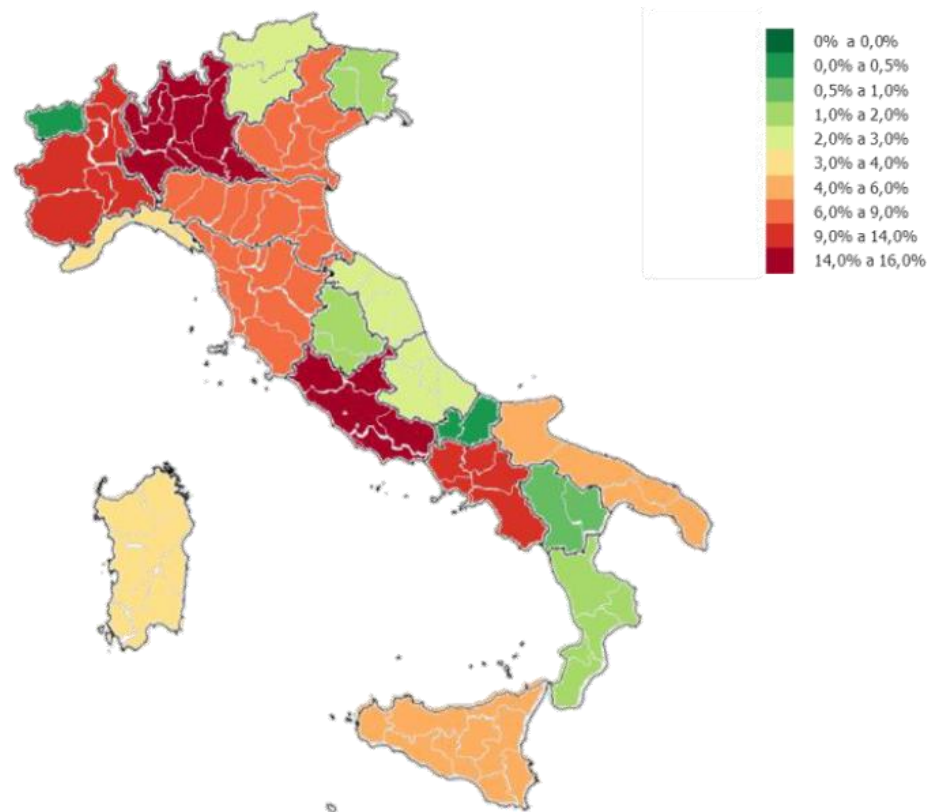 0% a 0,0%
0,0% a 0,5%
0,5% a 1,0%
1,0% a 2,0%
2,0% a 3,0%
3,0% a 4,0%
4,0% a 6,0%
6,0% a 9,0%
9,0% a 14,0%
14,0% a 16,0%